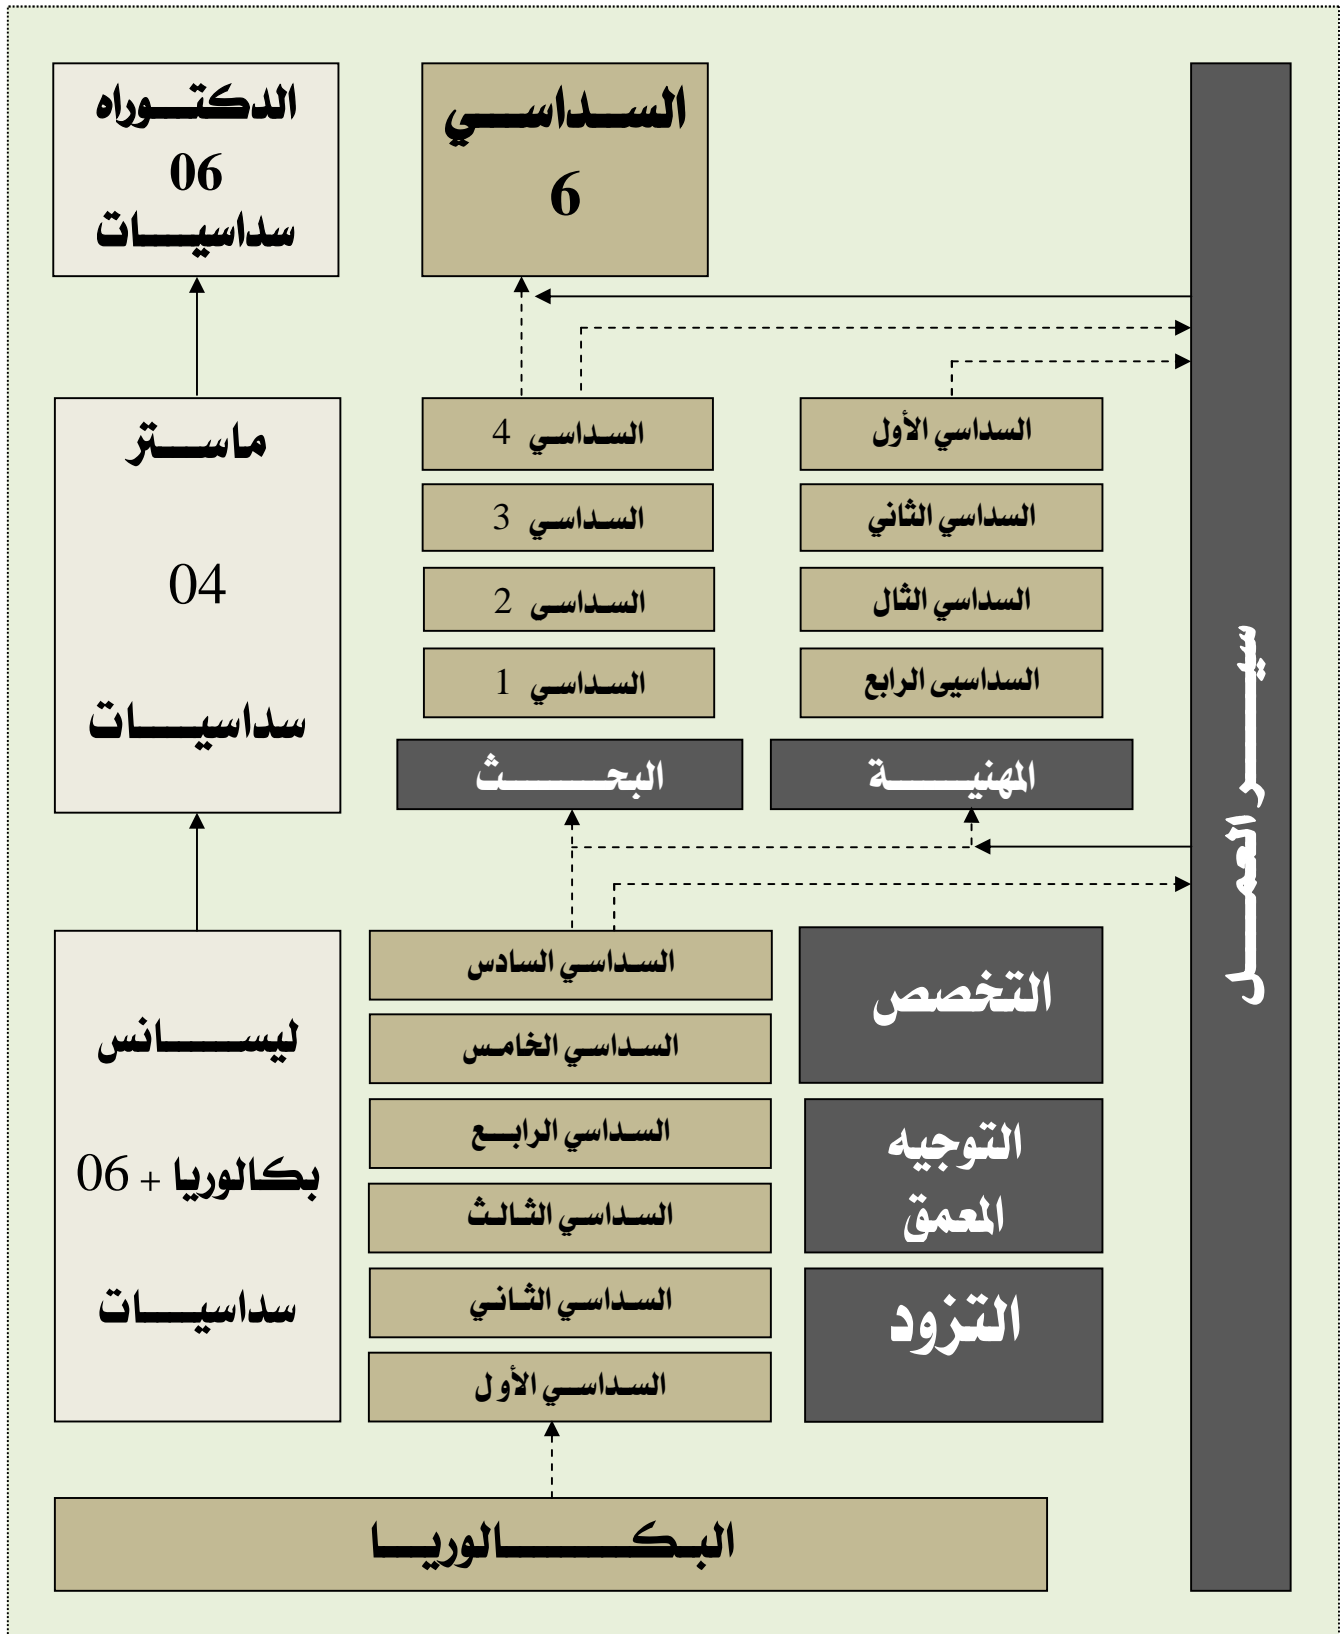 الدكتوراه
06
سداسيات
السداسي
6
ماستر
04
سداسيات
السداسي 4
السداسي 3
السداسى 2
السداسي 1
البحث
السداسي الأول
السداسي الثاني
السداسي الثال
السداسيى الرابع
المهنية
ليسانس
بكالوريا + 06
سداسيات
السداسي السادس
السداسي الخامس
السداسي الرابع
السداسي الثالث
السداسي الثاني
السداسي الأول
التخصص
التوجيه
المعمق
التزود
البكالوريا
سير العمل